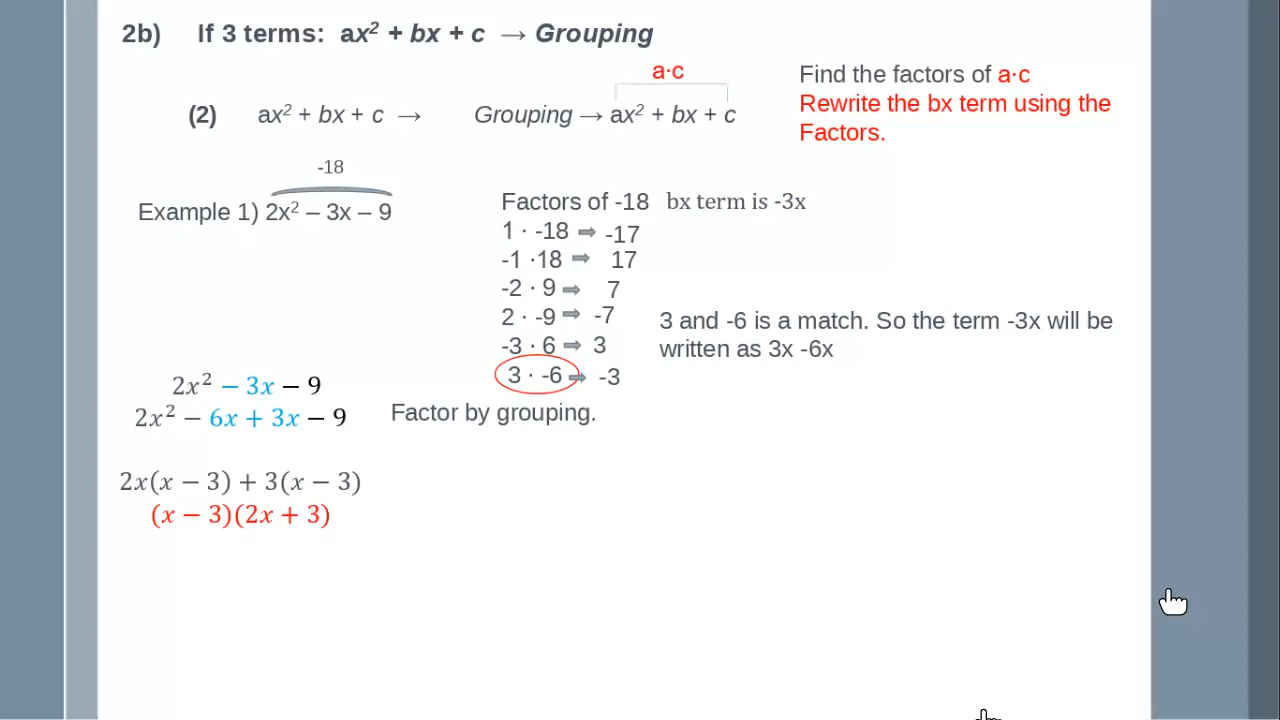 2b) If 3 terms: ax² + bx + c → Grouping
a·c
(2) ax² + bx + c → Grouping → ax² + bx + c
Find the factors of a·c
Rewrite the bx term using the
Factors.
-18
Example 1) 2x² – 3x – 9
Factors of -18 bx term is -3x
1 · -18 ⇨ -17
-1 ·18 ⇨ 17
-2 · 9 ⇨ 7
2 · -9 ⇨ -7
-3 · 6 ⇨ 3
3 · -6 ⇨ -3
3 and -6 is a match. So the term -3x will be
written as 3x -6x
2x² − 3x − 9
2x² − 6x + 3x − 9
Factor by grouping.
2x(x − 3) + 3(x − 3)
(x − 3)(2x + 3)